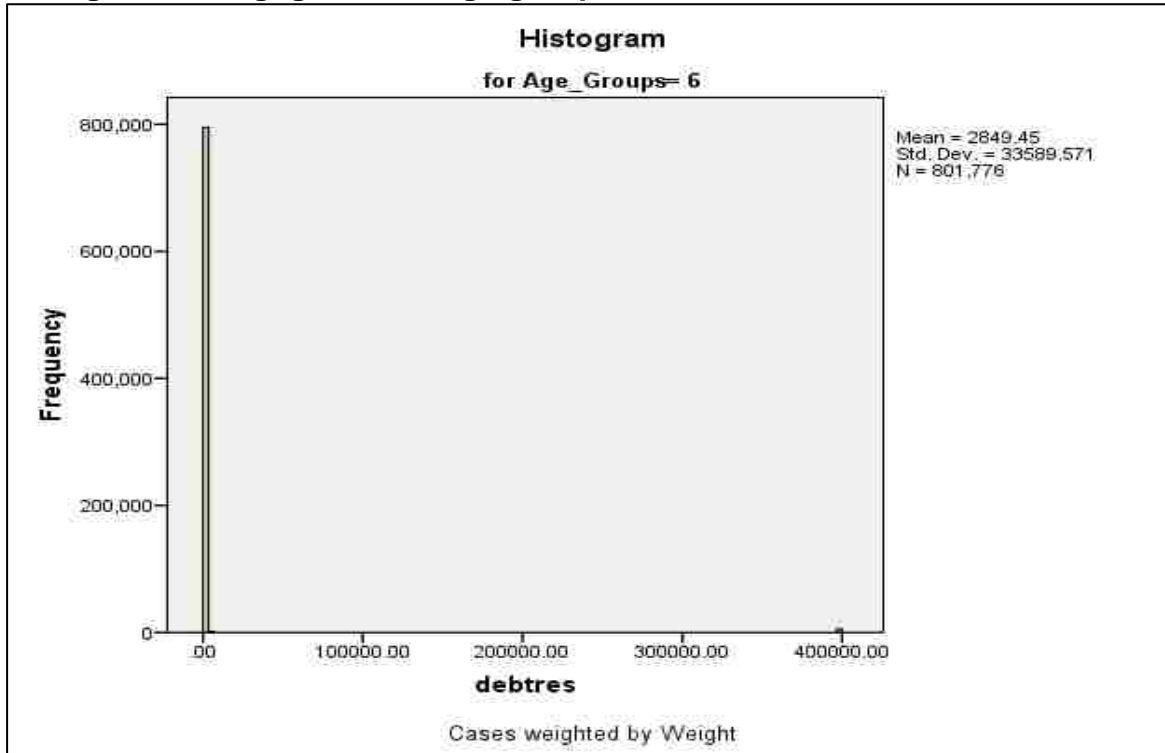 Histogram
for Age_Groups= 6
800,000
600,000
400,000
200,000
0
Frequency
.00
100000.00
200000.00
300000.00
400000.00
debtres
Cases weighted by Weight
Mean = 2849.45
Std. Dev. = 33589.571
N = 801,776